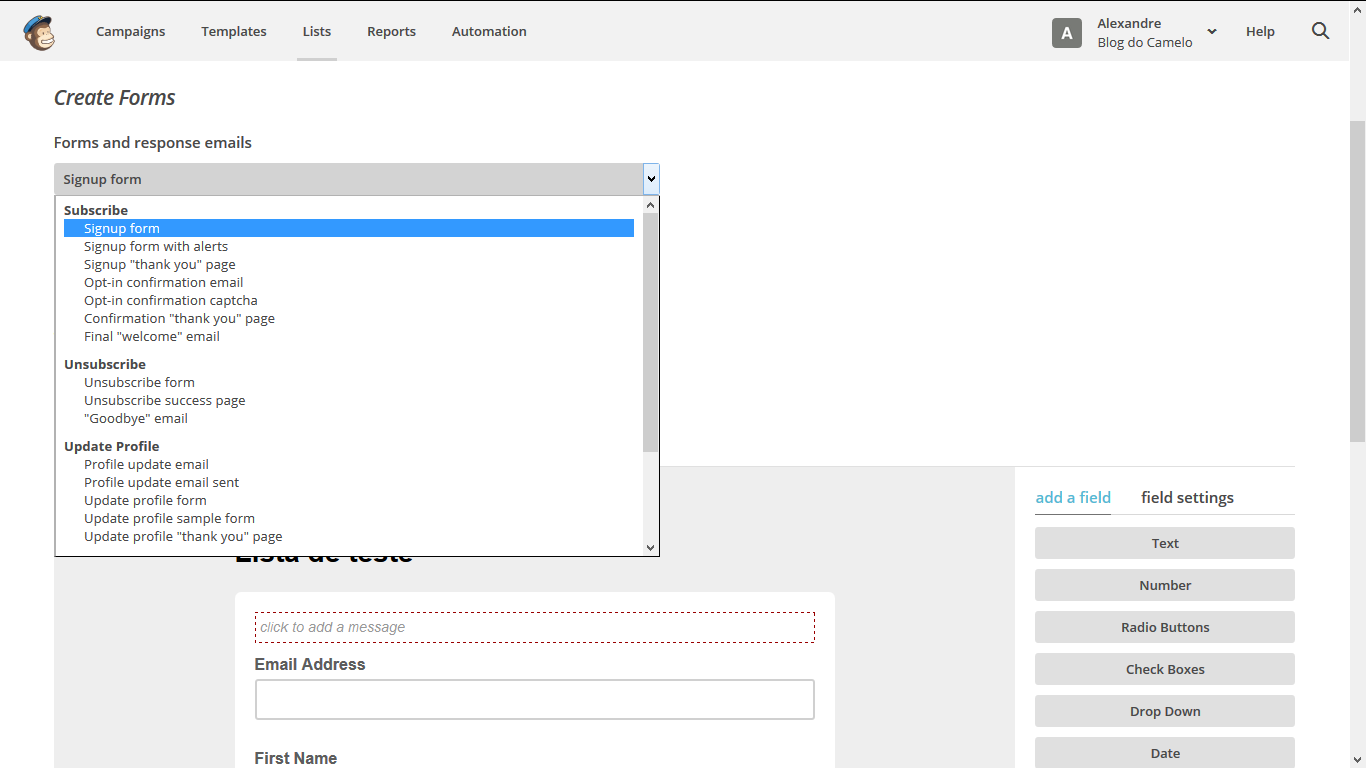 Campaigns Templates Lists Reports Automation
A
Alexandre
Blog do Camelo
Help
Create Forms
Forms and response emails
Signup form
Subscribe
Signup form
Signup form with alerts
Signup "thank you" page
Opt-in confirmation email
Opt-in confirmation captcha
Confirmation "thank you" page
Final "welcome" email
Unsubscribe
Unsubscribe form
Unsubscribe success page
"Goodbye" email
Update Profile
Profile update email
Profile update email sent
Update profile form
Update profile sample form
Update profile "thank you" page
Lista de teste
click to add a message
Email Address
First Name
add a field field settings
Text
Number
Radio Buttons
Check Boxes
Drop Down
Date